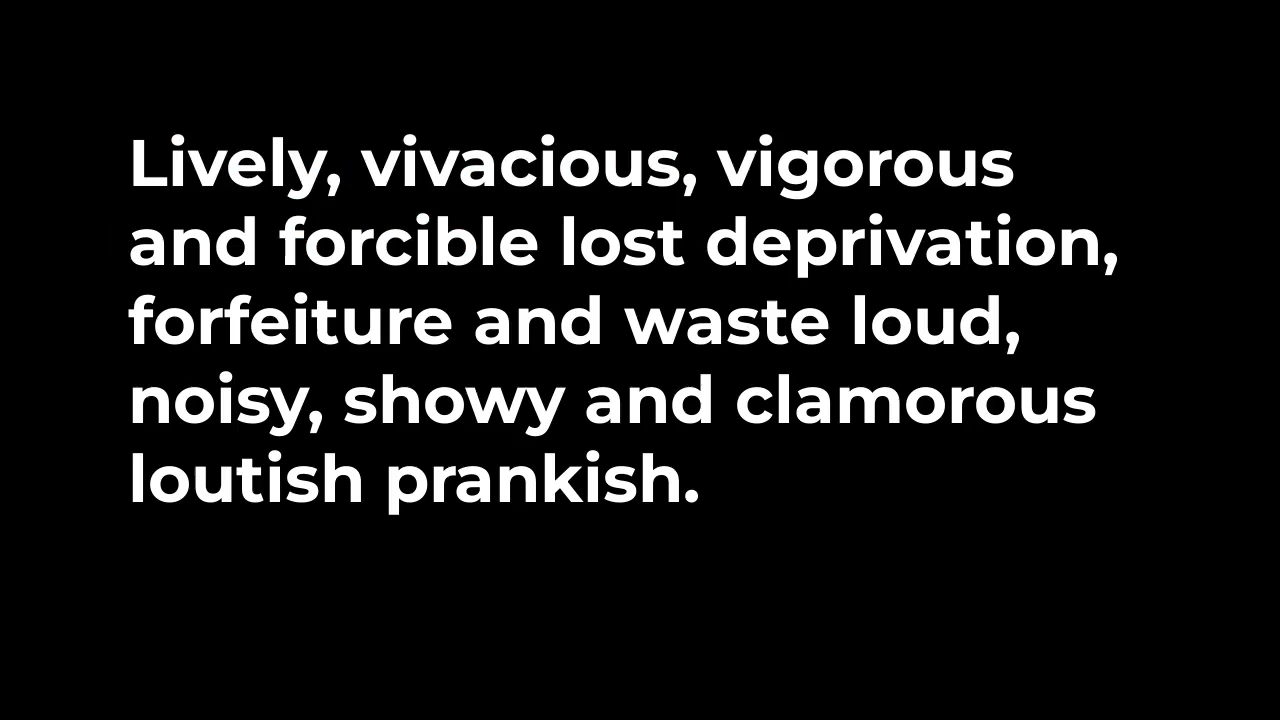 Lively, vivacious, vigorous
and forcible lost deprivation,
forfeiture and waste loud,
noisy, showy and clamorous
loutish prankish.